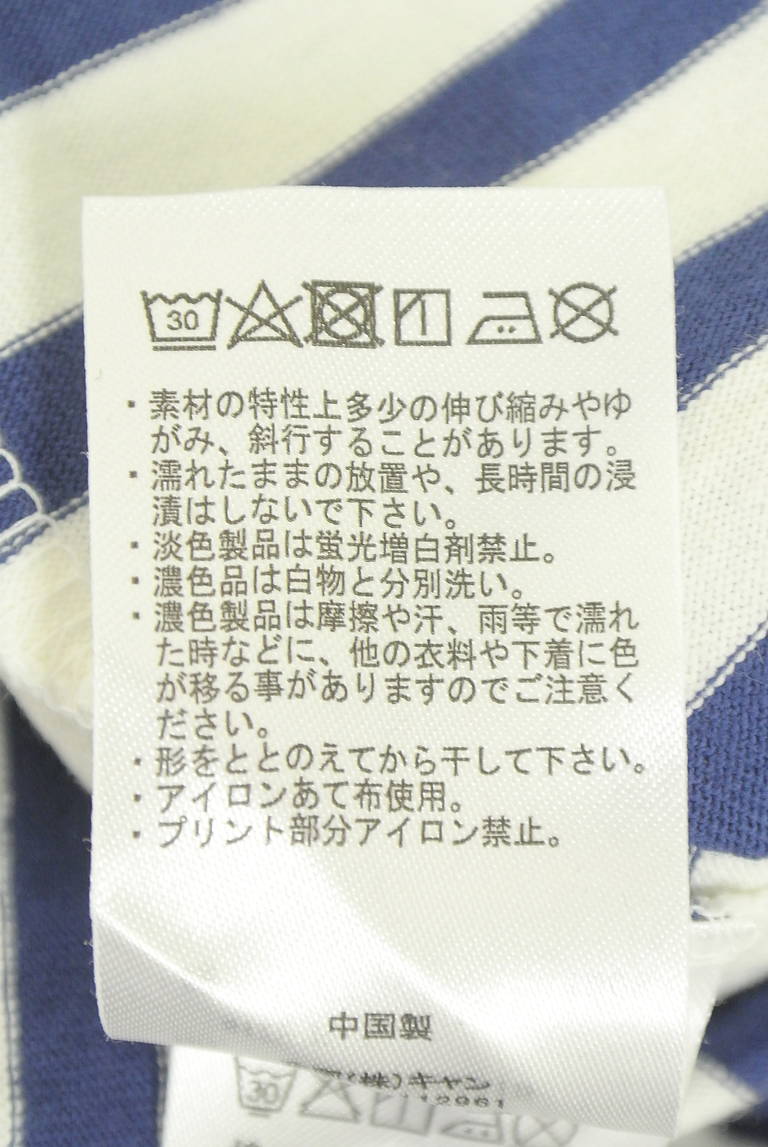 30
・素材の特性上多少の伸び縮みやゆ
がみ、斜行することがあります。
・濡れたままの放置や、長時間の浸
漬はしないで下さい。
・淡色製品は蛍光増白剤禁止。
・濃色品は白物と分別洗い。
・濃色製品は摩擦や汗、雨等で濡れ
た時などに、他の衣料や下着に色
が移る事がありますのでご注意く
ださい。
・形をととのえてから干して下さい。
・アイロンあて布使用。
・プリント部分アイロン禁止。
中国製
(株)キャン
30